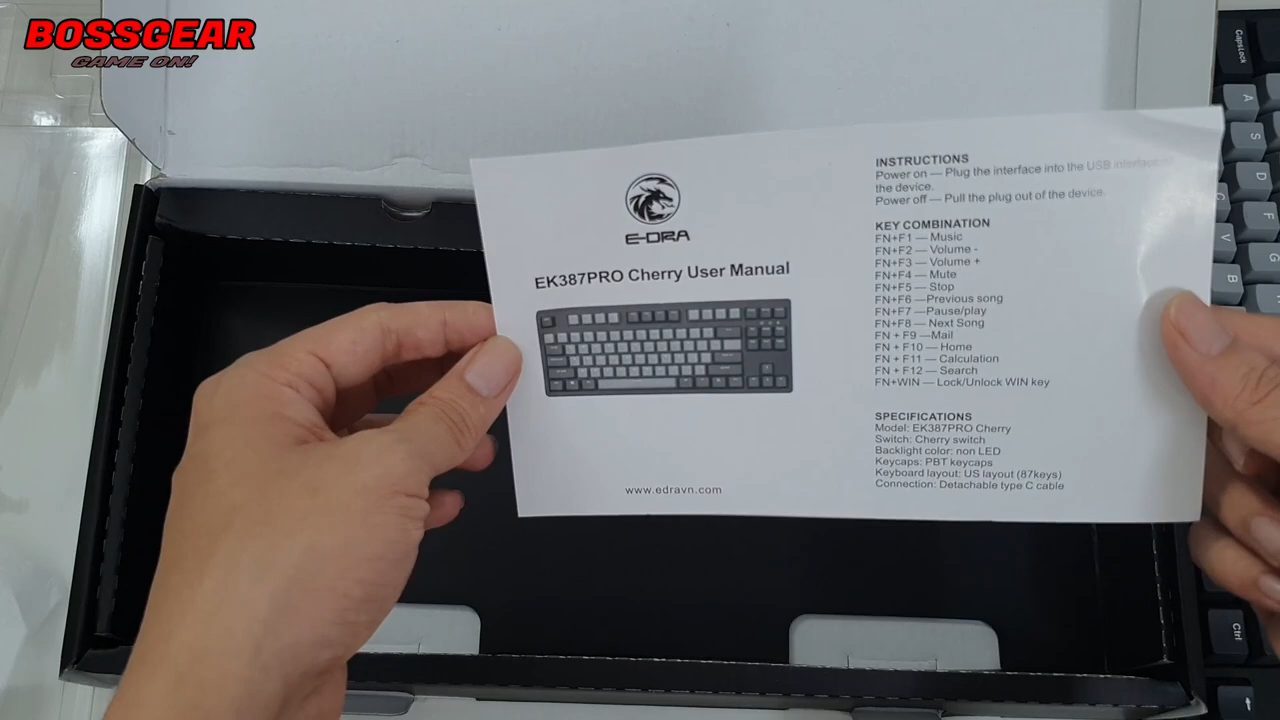 BOSSGEAR
GAME ON!
E-DRA
EK387PRO Cherry User Manual
www.edravn.com
INSTRUCTIONS
Power on — Plug the interface into the USB interface
the device.
Power off — Pull the plug out of the device.
KEY COMBINATION
FN+F1 — Music
FN+F2 — Volume -
FN+F3 — Volume +
FN+F4 — Mute
FN+F5 — Stop
FN+F6 —Previous song
FN+F7 — Pause/play
FN+F8 — Next Song
FN + F9 —Mail
FN + F10 — Home
FN + F11 — Calculation
FN + F12 — Search
FN+WIN — Lock/Unlock WIN key
SPECIFICATIONS
Model: EK387PRO Cherry
Switch: Cherry switch
Backlight color: non LED
Keycaps: PBT keycaps
Keyboard layout: US layout (87keys)
Connection: Detachable type C cable
CapsLock
A
S
D
F
G
C
V
B
Ctrl